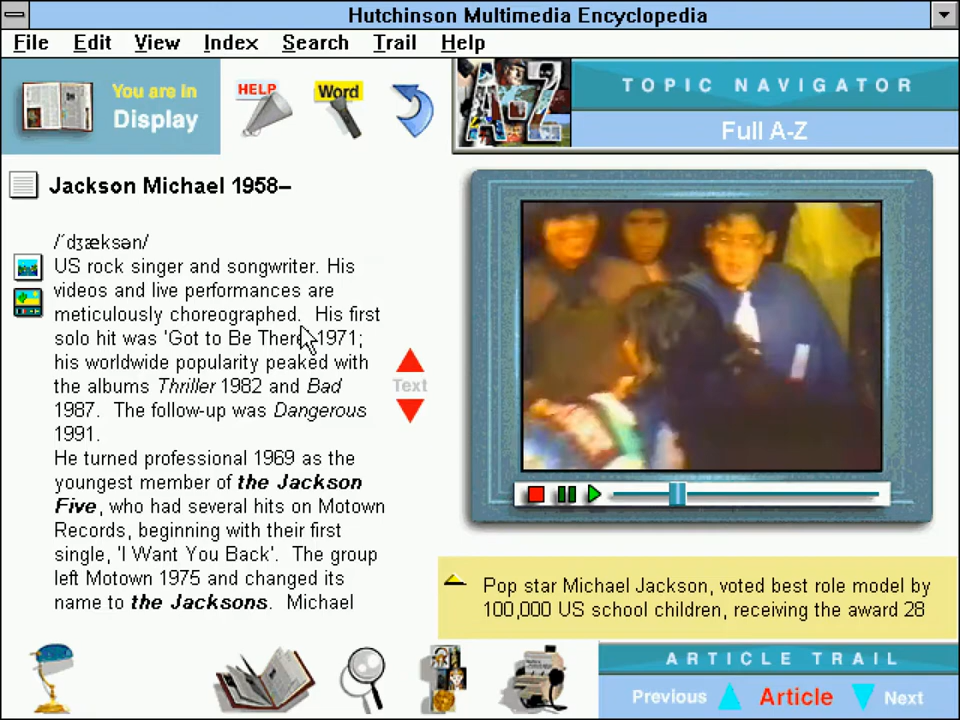 Hutchinson Multimedia Encyclopedia
File Edit View Index Search Trail Help
You are in
Display
HELP
Word
A-Z
TOPIC NAVIGATOR
Full A-Z
Jackson Michael 1958–
/ˈdʒæksən/
US rock singer and songwriter. His
videos and live performances are
meticulously choreographed. His first
solo hit was 'Got to Be There' 1971;
his worldwide popularity peaked with
the albums Thriller 1982 and Bad
1987. The follow-up was Dangerous
1991.
He turned professional 1969 as the
youngest member of the Jackson
Five, who had several hits on Motown
Records, beginning with their first
single, 'I Want You Back'. The group
left Motown 1975 and changed its
name to the Jacksons. Michael
Text
Pop star Michael Jackson, voted best role model by
100,000 US school children, receiving the award 28
ARTICLE TRAIL
Previous Article Next